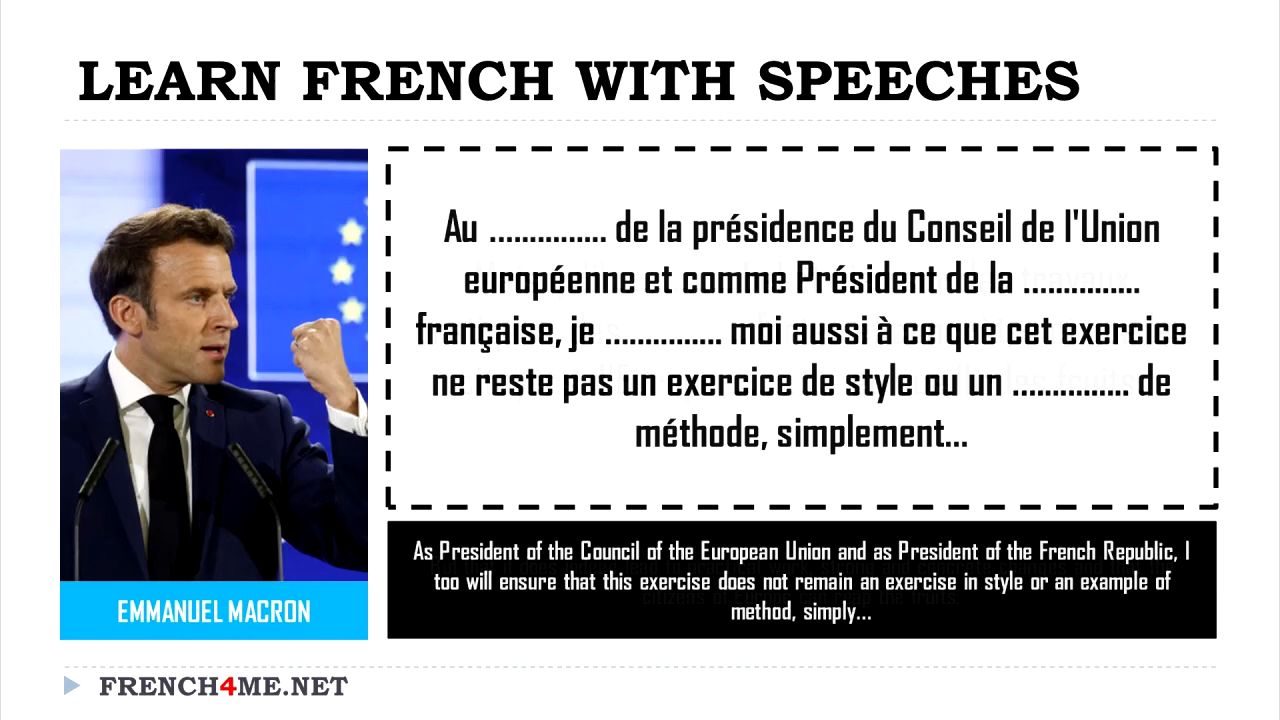 LEARN FRENCH WITH SPEECHES
Au ............... de la présidence du Conseil de l'Union
européenne et comme Président de la ...............
française, je ............... moi aussi à ce que cet exercice
ne reste pas un exercice de style ou un ............... de
méthode, simplement...
As President of the Council of the European Union and as President of the French Republic, I
too will ensure that this exercise does not remain an exercise in style or an example of
method, simply...
EMMANUEL MACRON
FRENCH4ME.NET